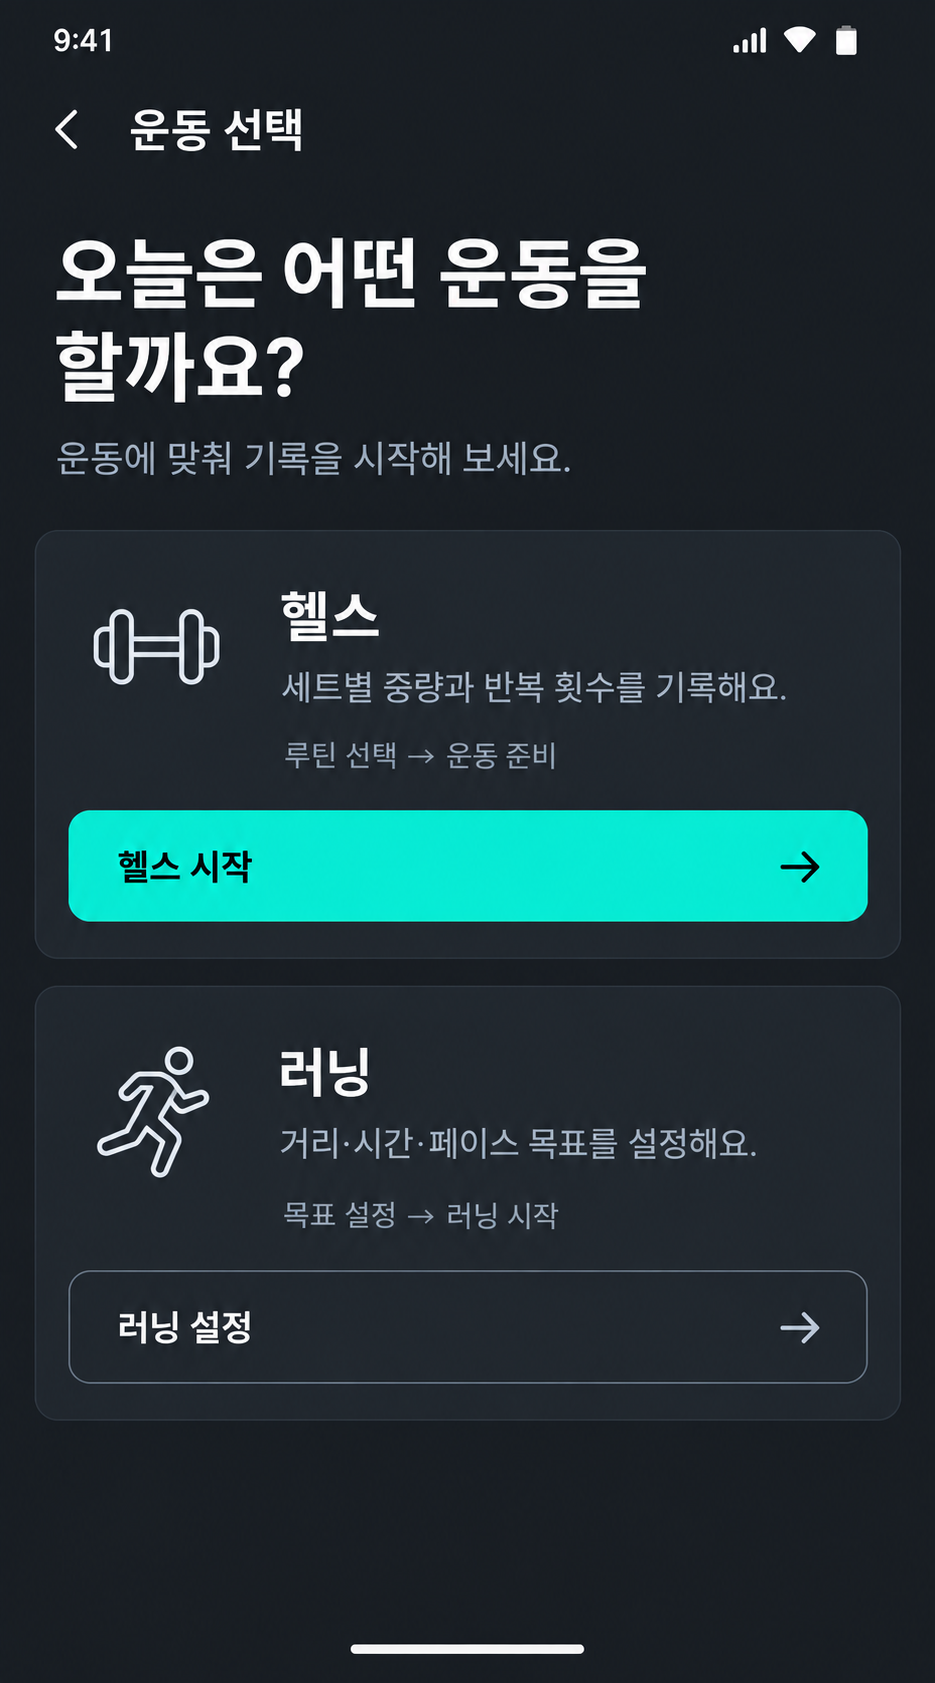 9:41
운동 선택
오늘은 어떤 운동을
할까요?
운동에 맞춰 기록을 시작해 보세요.
헬스
세트별 중량과 반복 횟수를 기록해요.
루틴 선택 → 운동 준비
헬스 시작
러닝
거리·시간·페이스 목표를 설정해요.
목표 설정 → 러닝 시작
러닝 설정